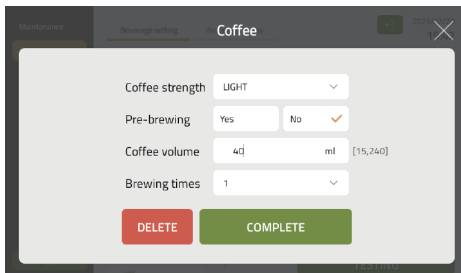 Maintenance
Beverage setting
Coffee
Coffee strength LIGHT
Pre-brewing Yes No
Coffee volume 40 ml [15,240]
Brewing times 1
DELETE COMPLETE
TESTING